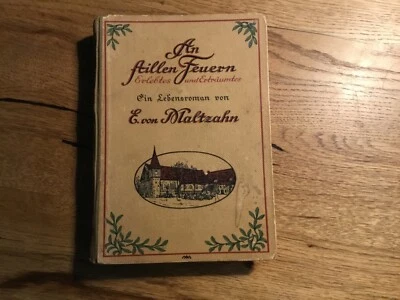 An
stillen Feuern
Erlebtes und Erträumtes
Ein Lebensroman von
E. von Maltzahn